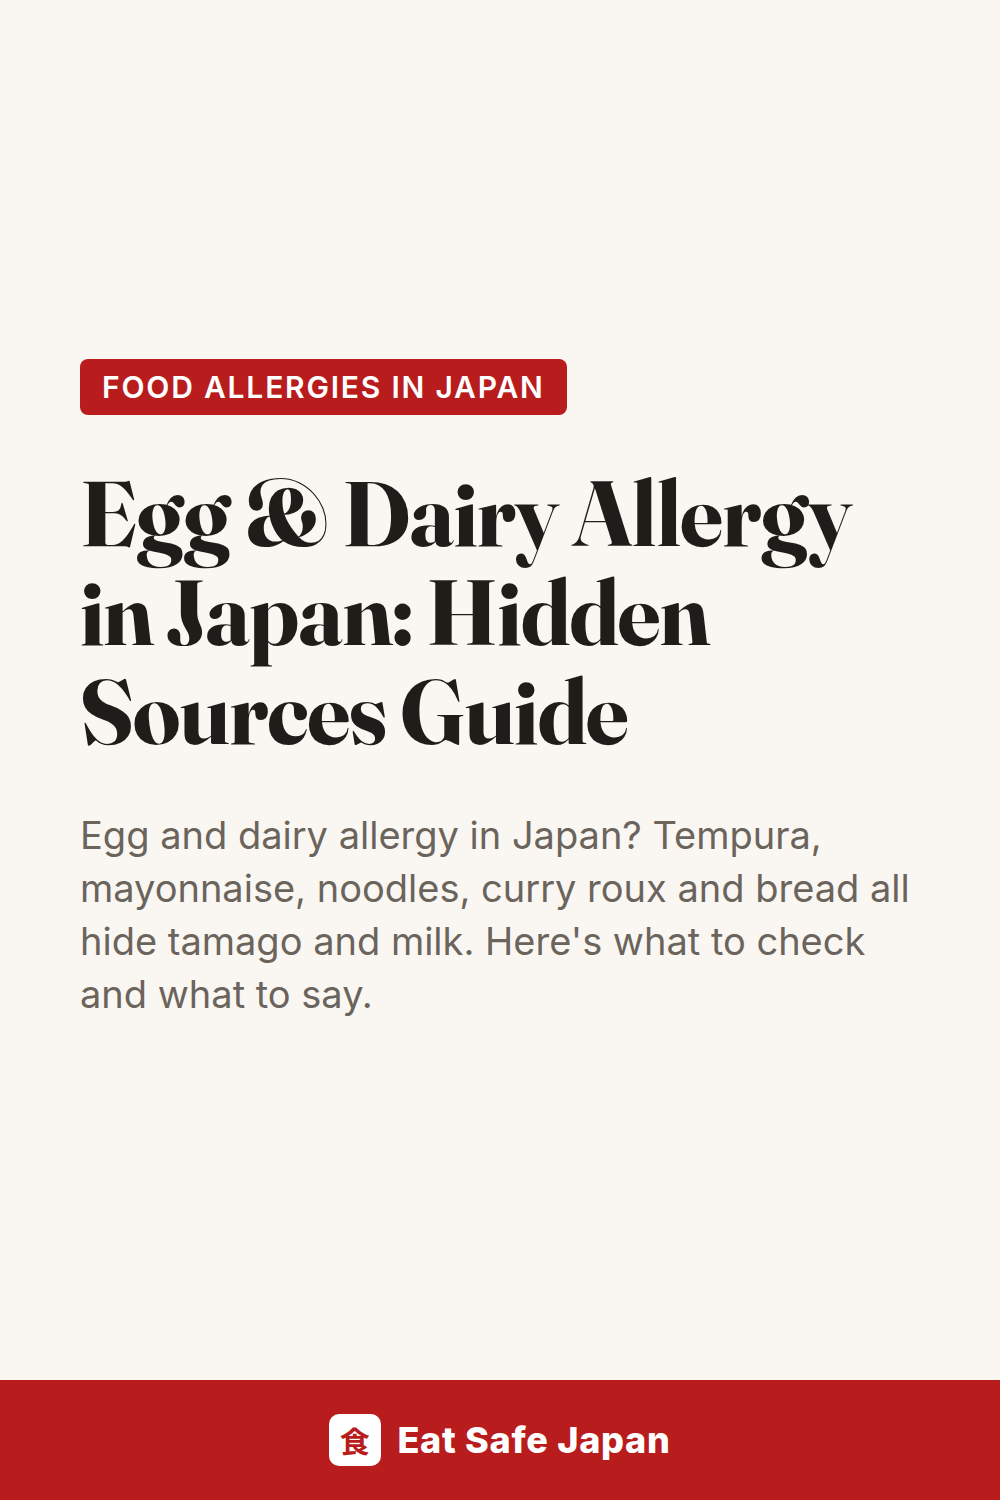 FOOD ALLERGIES IN JAPAN
Egg & Dairy Allergy
in Japan: Hidden
Sources Guide
Egg and dairy allergy in Japan? Tempura,
mayonnaise, noodles, curry roux and bread all
hide tamago and milk. Here's what to check
and what to say.
食 Eat Safe Japan